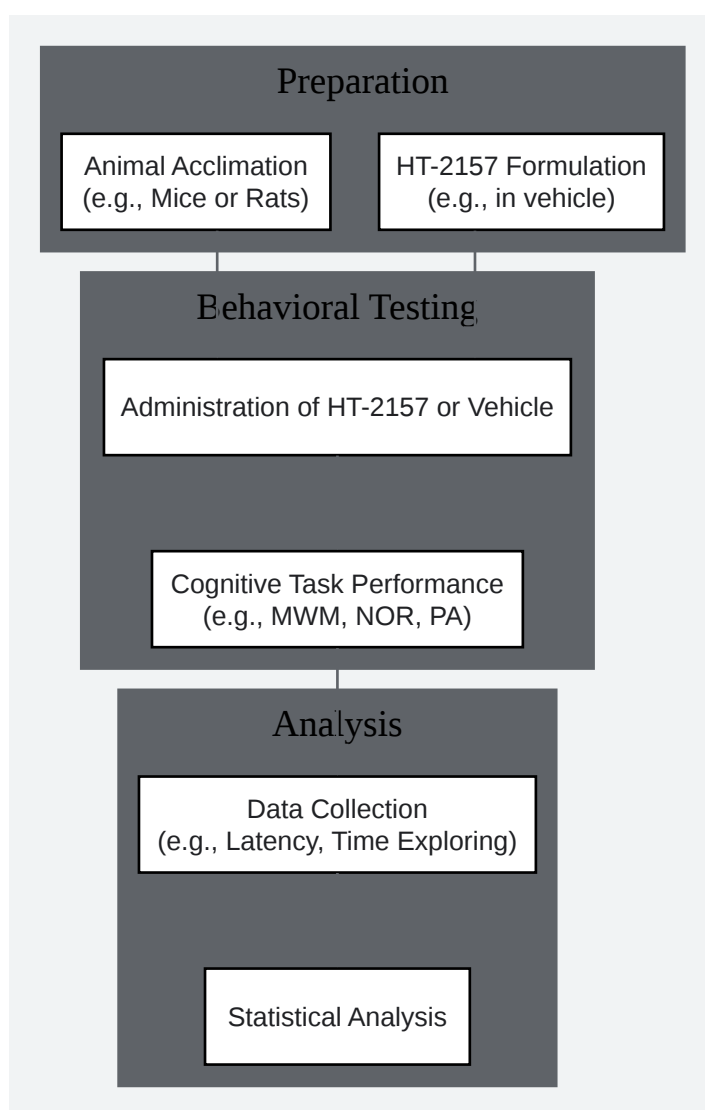 Preparation
Animal Acclimation
(e.g., Mice or Rats)
HT-2157 Formulation
(e.g., in vehicle)
Behavioral Testing
Administration of HT-2157 or Vehicle
Cognitive Task Performance
(e.g., MWM, NOR, PA)
Analysis
Data Collection
(e.g., Latency, Time Exploring)
Statistical Analysis